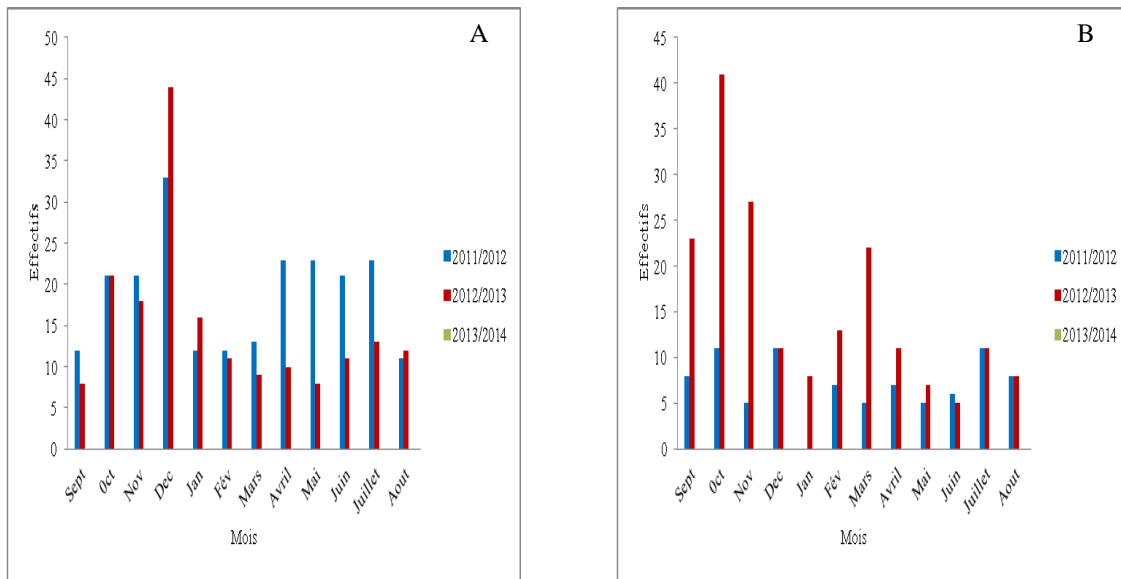 A
50
45
40
35
30
25
20
15
10
5
0
Effectifs
Sept
0ct
Nov
Dec
Jan
Fév
Mars
Avril
Mai
Juin
Juillet
Aout
Mois
2011/2012
2012/2013
2013/2014
B
45
40
35
30
25
20
15
10
5
0
Effectifs
Sept
0ct
Nov
Dec
Jan
Fév
Mars
Avril
Mai
Juin
Juillet
Aout
Mois
2011/2012
2012/2013
2013/2014